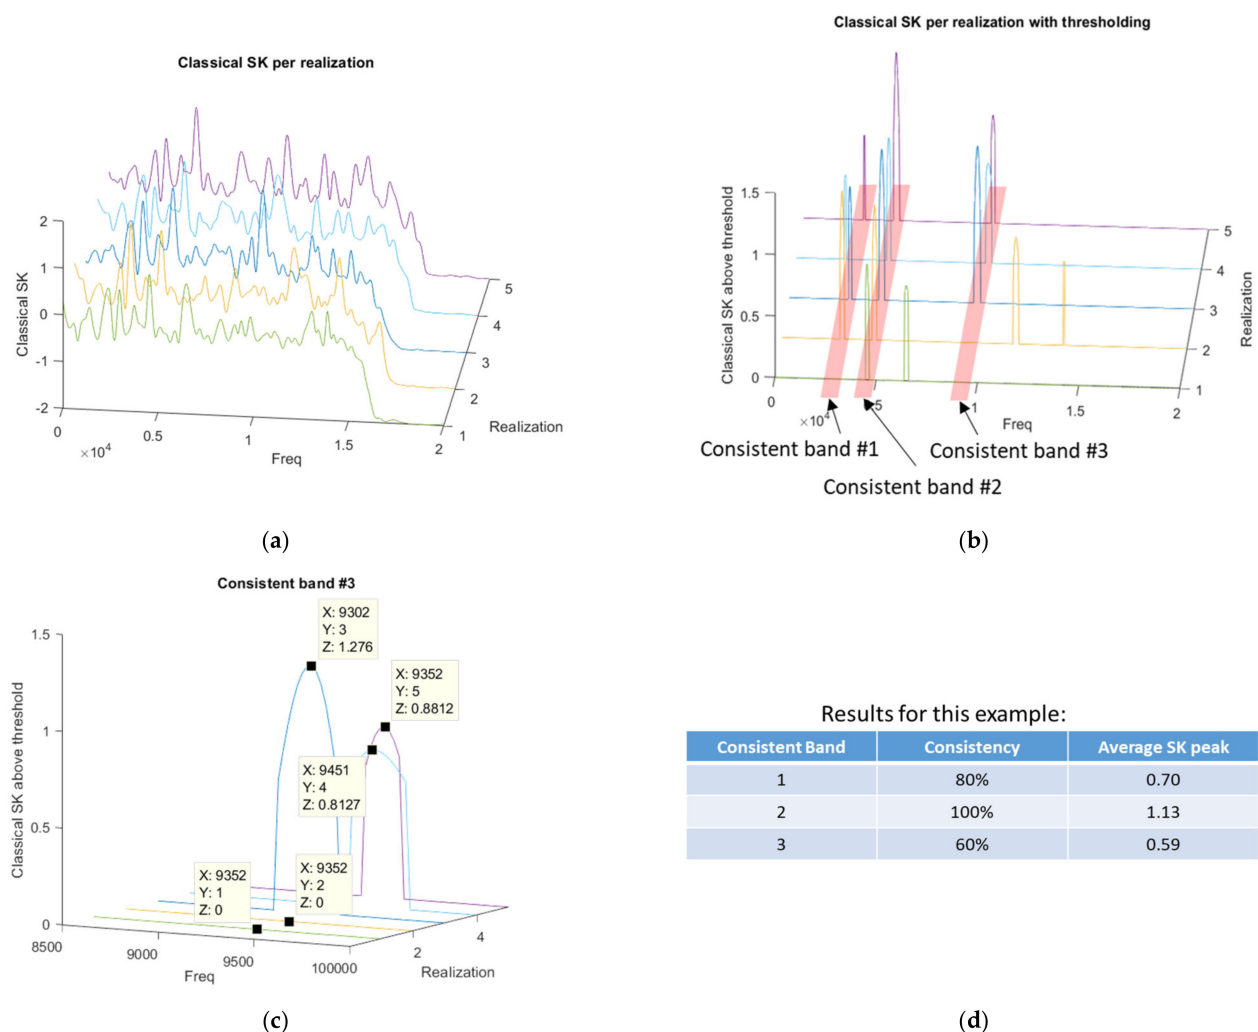 Classical SK per realization
Classical SK
2
1
0
-1
-2
0
0.5
1
1.5
2
×10⁴
Freq
1
2
3
4
5
Realization
(a)
Classical SK per realization with thresholding
Classical SK above threshold
1.5
1
0.5
0
0
×10⁴
.5
1
1.5
2
Freq
5
4
3
2
1
Realization
Consistent band #1
Consistent band #3
Consistent band #2
(b)
Consistent band #3
Classical SK above threshold
1.5
1
0.5
0
X: 9302
Y: 3
Z: 1.276
X: 9352
Y: 5
Z: 0.8812
X: 9451
Y: 4
Z: 0.8127
X: 9352
Y: 1
Z: 0
X: 9352
Y: 2
Z: 0
8500
9000
9500
100000
Freq
2
4
Realization
(c)
Results for this example:
Consistent Band Consistency Average SK peak
1 80% 0.70
2 100% 1.13
3 60% 0.59
(d)